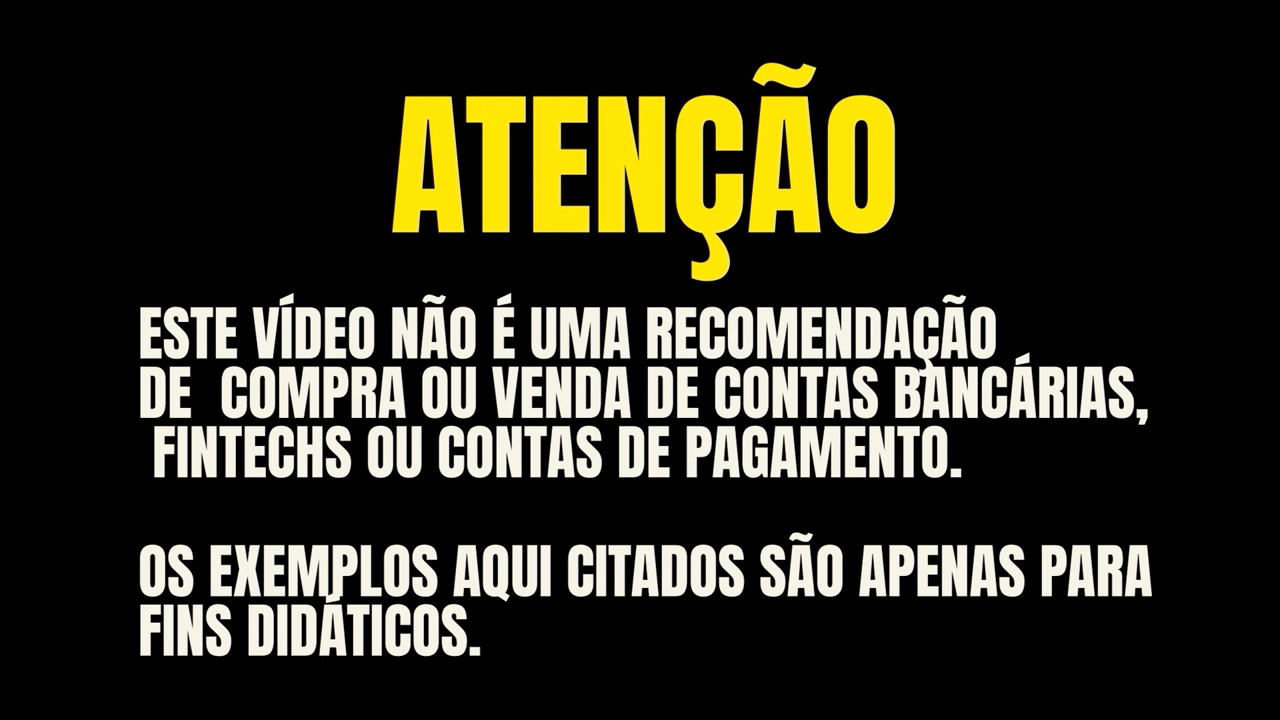 ATENÇÃO
ESTE VÍDEO NÃO É UMA RECOMENDAÇÃO
DE COMPRA OU VENDA DE CONTAS BANCÁRIAS,
FINTECHS OU CONTAS DE PAGAMENTO.
OS EXEMPLOS AQUI CITADOS SÃO APENAS PARA
FINS DIDÁTICOS.